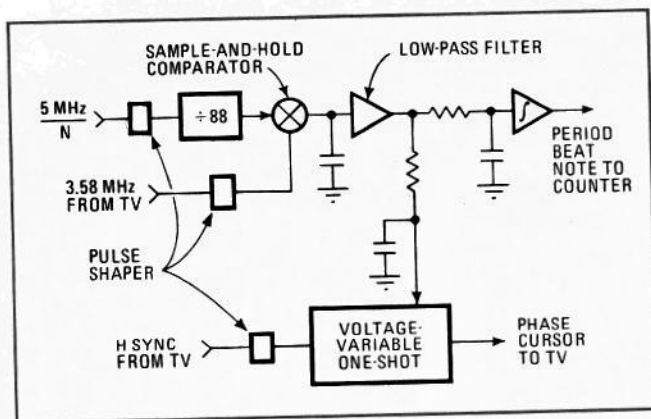 SAMPLE-AND-HOLD
COMPARATOR
LOW-PASS FILTER
5 MHz
N
÷88
3.58 MHz
FROM TV
∫
PERIOD
BEAT
NOTE TO
COUNTER
PULSE
SHAPER
H SYNC
FROM TV
VOLTAGE-
VARIABLE
ONE-SHOT
PHASE
CURSOR
TO TV